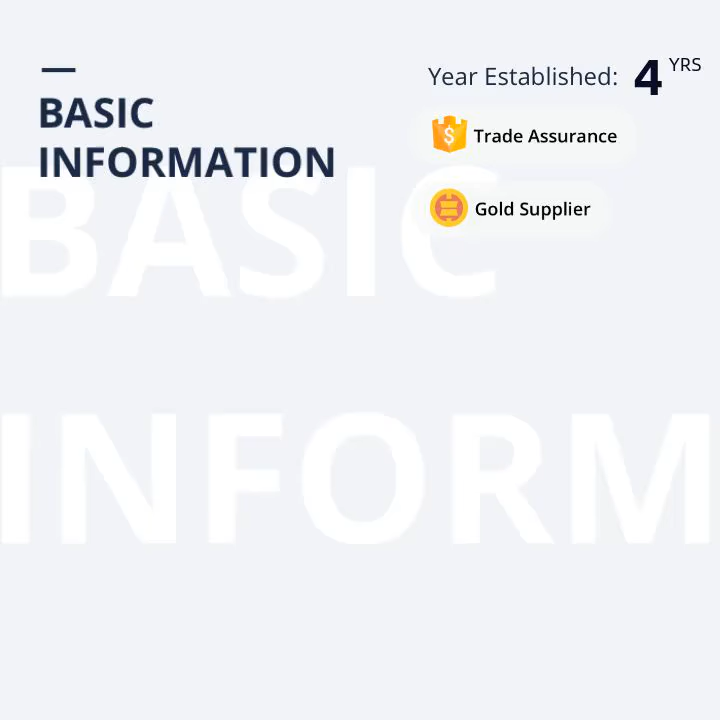 BASIC
INFORMATION
Year Established: 4 YRS
Trade Assurance
Gold Supplier
BASIC
INFORM